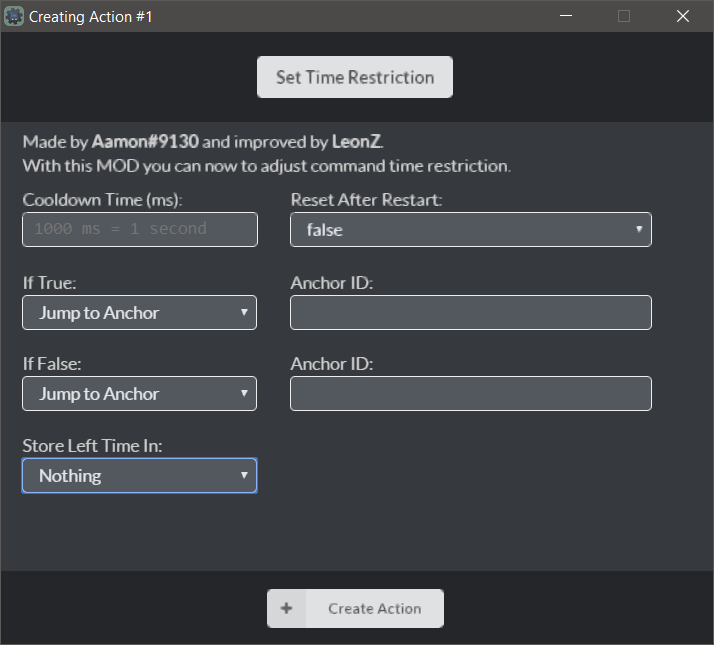 Creating Action #1
Set Time Restriction
Made by Aamon#9130 and improved by LeonZ.
With this MOD you can now to adjust command time restriction.
Cooldown Time (ms): Reset After Restart:
1000 ms = 1 second false
If True: Anchor ID:
Jump to Anchor
If False: Anchor ID:
Jump to Anchor
Store Left Time In:
Nothing
+ Create Action